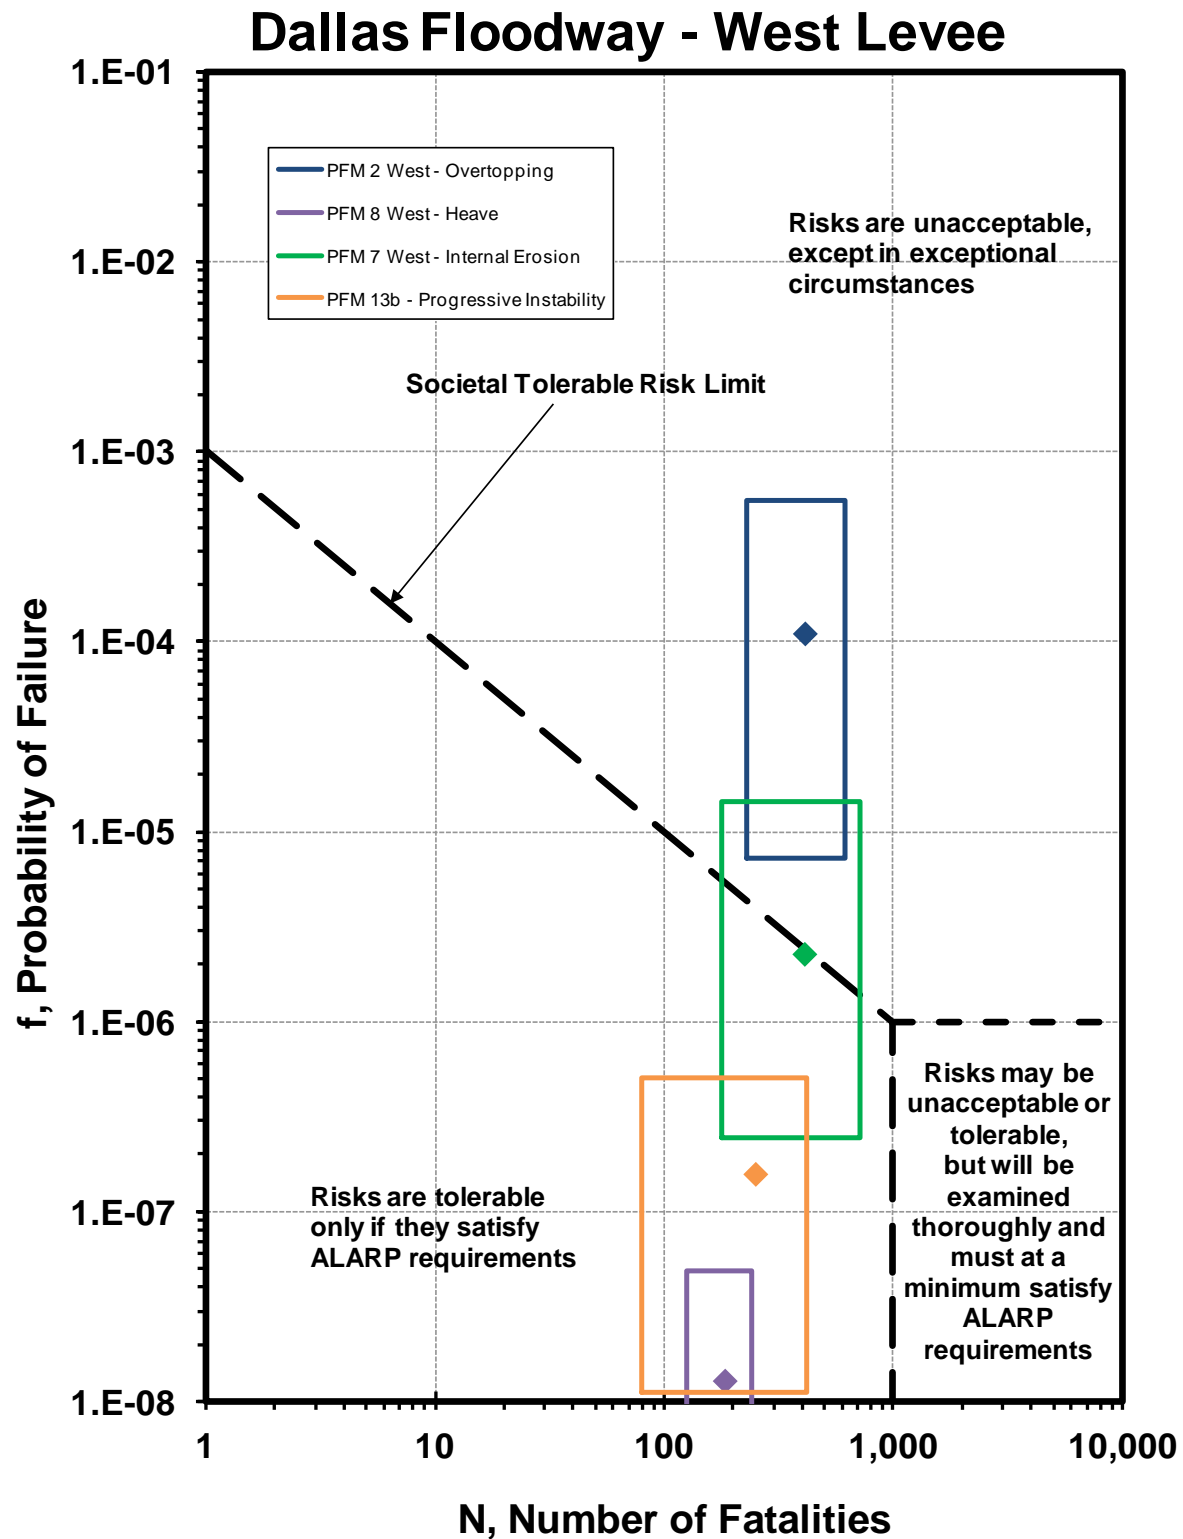 Dallas Floodway - West Levee
1.E-01
PFM 2 West - Overtopping
PFM 8 West - Heave
PFM 7 West - Internal Erosion
PFM 13b - Progressive Instability
Risks are unacceptable,
except in exceptional
circumstances
1.E-02
Societal Tolerable Risk Limit
1.E-03
1.E-04
1.E-05
1.E-06
f, Probability of Failure
Risks may be
unacceptable or
tolerable,
but will be
examined
thoroughly and
must at a
minimum satisfy
ALARP
requirements
Risks are tolerable
only if they satisfy
ALARP requirements
1.E-07
1.E-08
1
10
100
1,000
10,000
N, Number of Fatalities